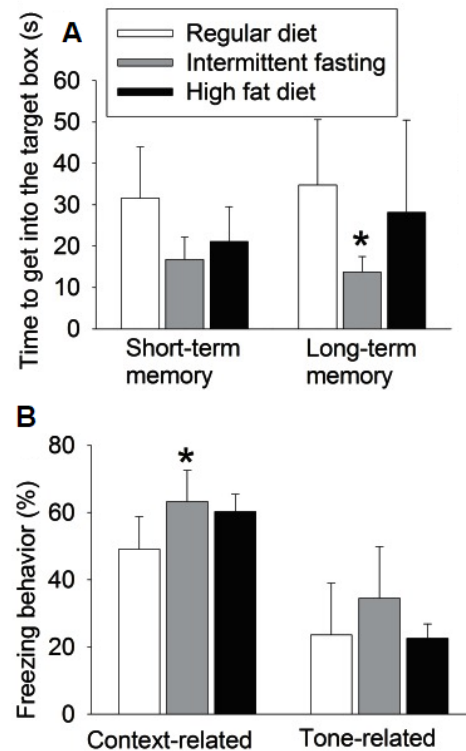 A
Regular diet
Intermittent fasting
High fat diet
Time to get into the target box (s)
60
50
40
30
20
10
0
*
Short-term
memory
Long-term
memory
B
Freezing behavior (%)
80
60
40
20
0
*
Context-related
Tone-related